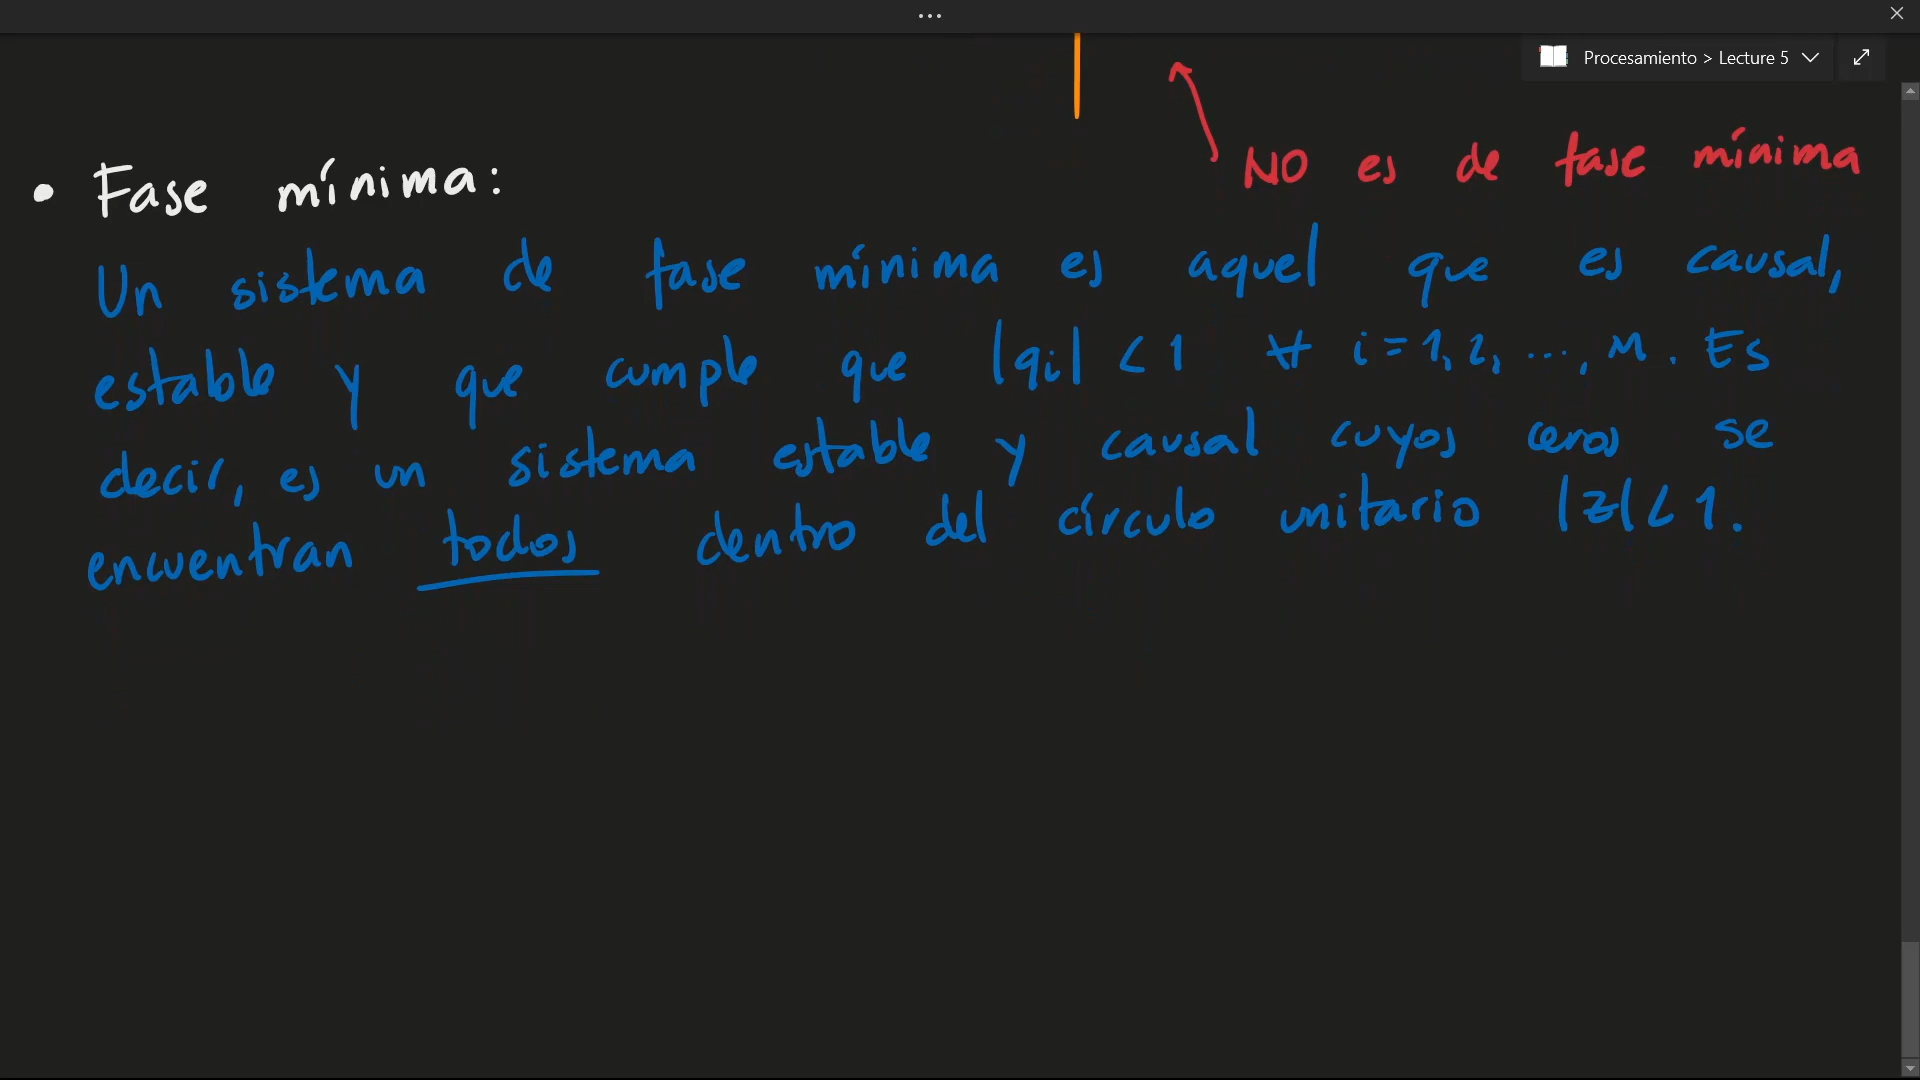 Procesamiento > Lecture 5
NO es de fase mínima
• Fase mínima:
Un sistema de fase mínima es aquel que es causal,
estable y que cumple que |qi| < 1 ∀ i = 1, 2, ..., M. Es
decir, es un sistema estable y causal cuyos ceros se
encuentran todos dentro del círculo unitario |z| < 1.